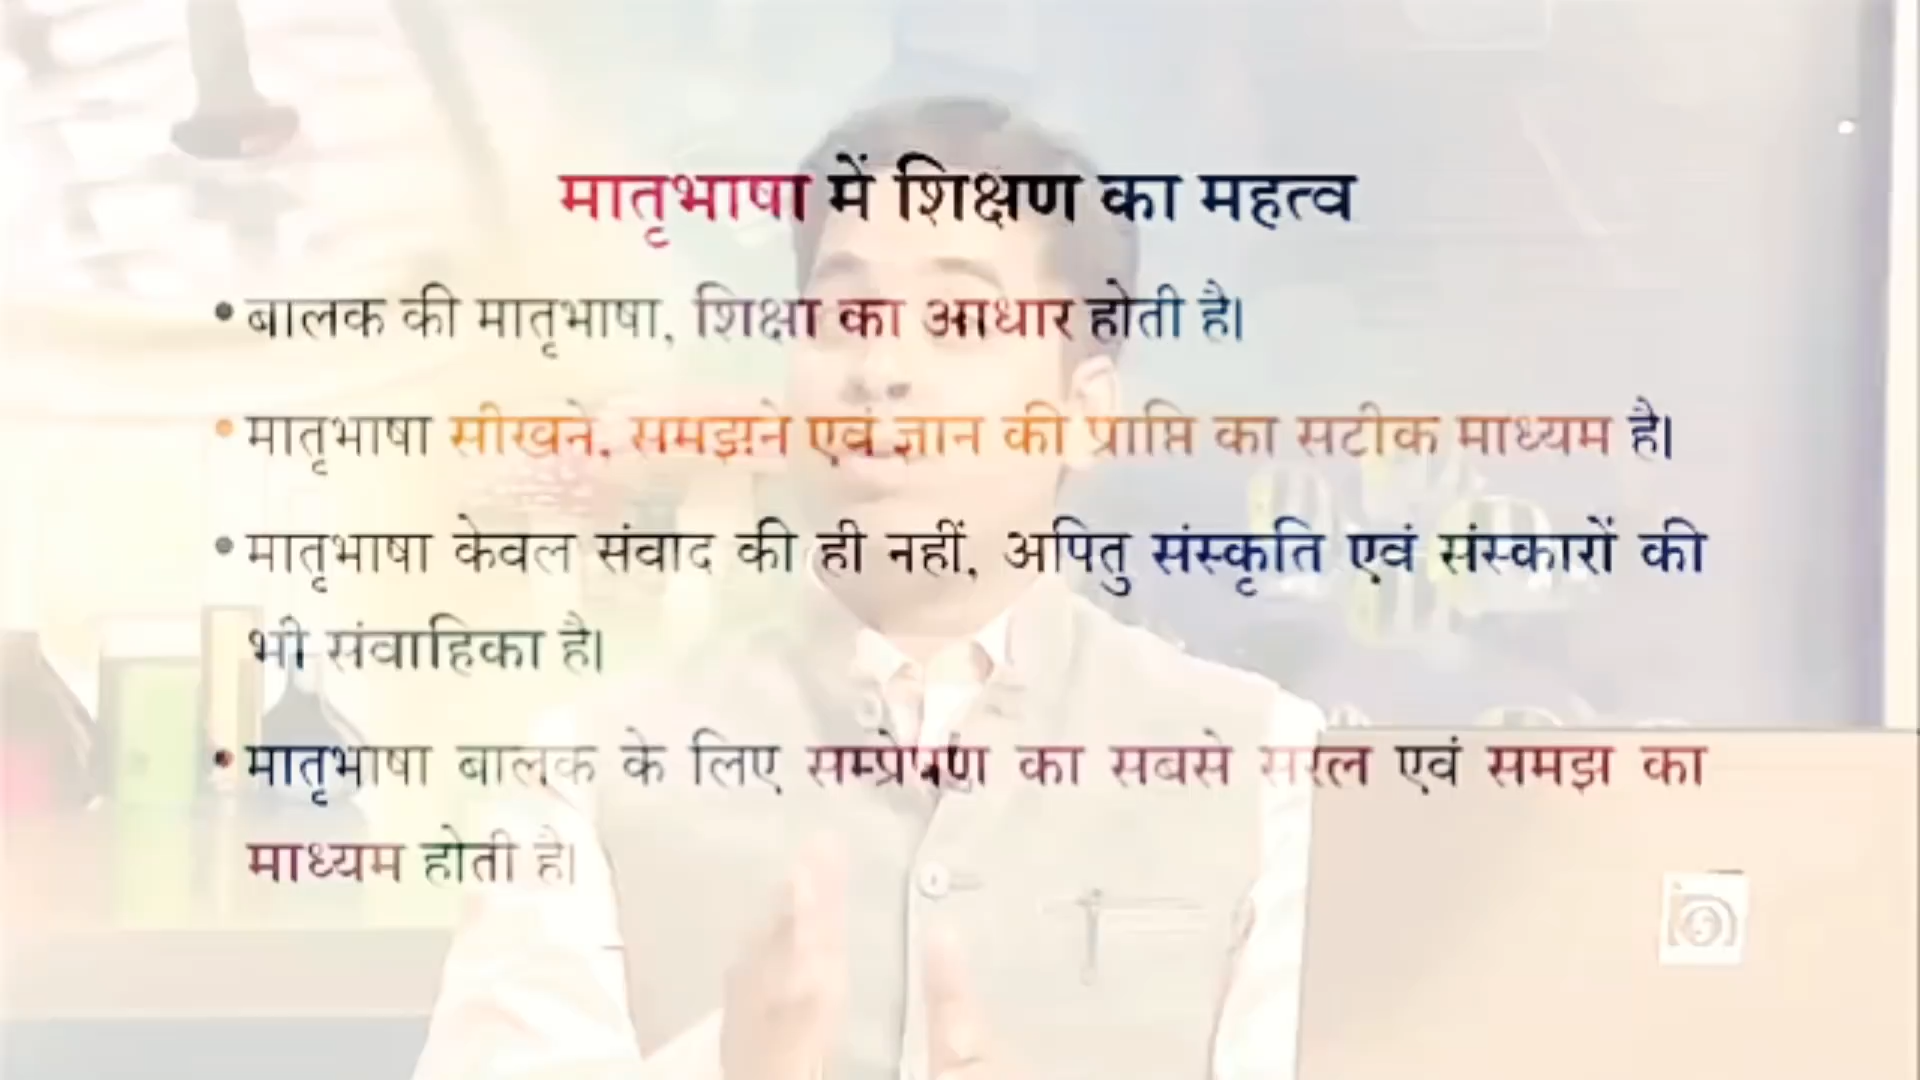 मातृभाषा में शिक्षण का महत्व
• बालक की मातृभाषा, शिक्षा का आधार होती है।
• मातृभाषा सीखने, समझने एवं ज्ञान की प्राप्ति का सटीक माध्यम है।
• मातृभाषा केवल संवाद की ही नहीं, अपितु संस्कृति एवं संस्कारों की
भी संवाहिका है।
• मातृभाषा बालक के लिए सम्प्रेषण का सबसे सरल एवं समझ का
माध्यम होती है।